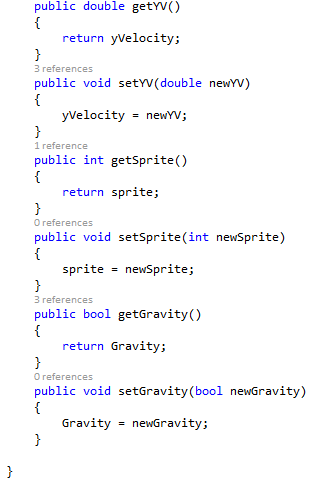 public double getYV()
{
return yVelocity;
}
3 references
public void setYV(double newYV)
{
yVelocity = newYV;
}
1 reference
public int getSprite()
{
return sprite;
}
0 references
public void setSprite(int newSprite)
{
sprite = newSprite;
}
3 references
public bool getGravity()
{
return Gravity;
}
0 references
public void setGravity(bool newGravity)
{
Gravity = newGravity;
}
}